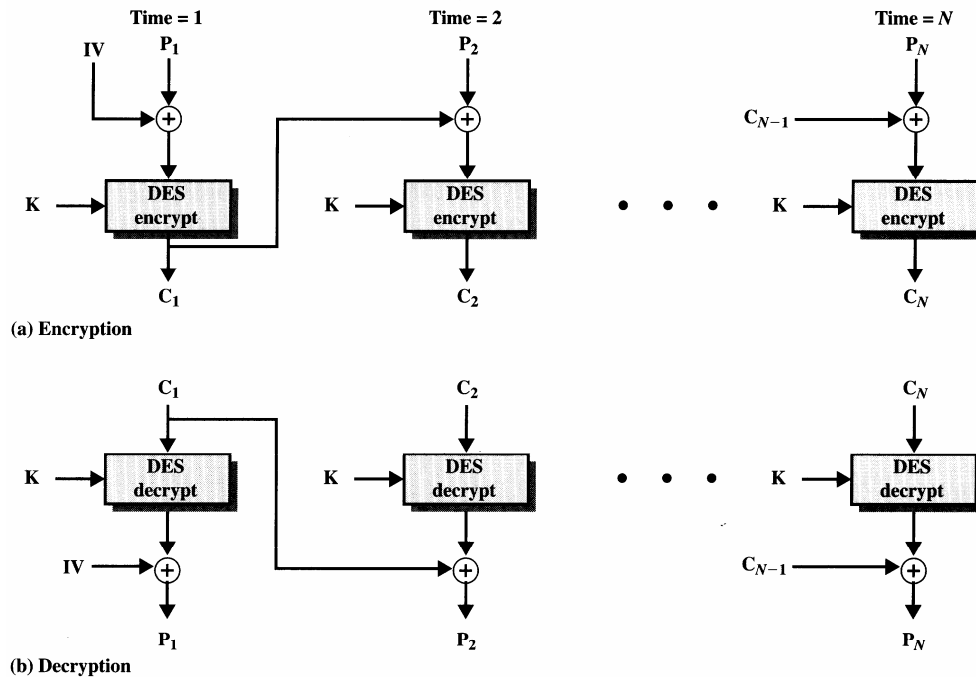 Time = 1 Time = 2 Time = N
IV P1 P2 PN
+ + CN−1 +
K DES encrypt K DES encrypt • • • K DES encrypt
C1 C2 CN
(a) Encryption
C1 C2 CN
K DES decrypt K DES decrypt • • • K DES decrypt
IV + + CN−1 +
P1 P2 PN
(b) Decryption